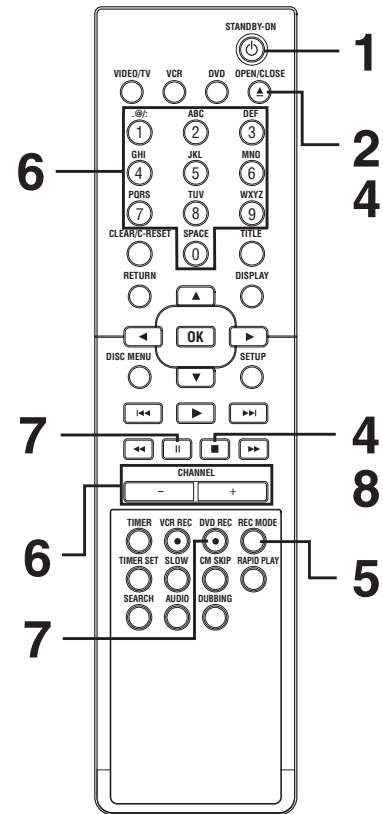 STANDBY-ON
1
VIDEO/TV VCR DVD OPEN/CLOSE
2
4
.@/: ABC DEF
1 2 3
6
GHI JKL MNO
4 5 6
PQRS TUV WXYZ
7 8 9
CLEAR/C-RESET SPACE TITLE
0
RETURN DISPLAY
OK
DISC MENU SETUP
7
4
8
CHANNEL
- +
6
TIMER VCR REC DVD REC REC MODE
5
TIMER SET SLOW CM SKIP RAPID PLAY
7
SEARCH AUDIO DUBBING